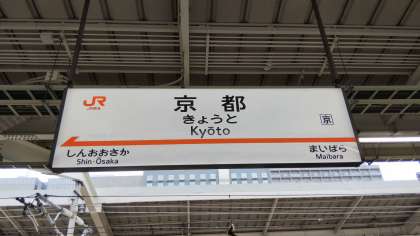 JR
京都
きょうと
Kyōto
京
しんおおさか
Shin-Ōsaka
まいばら
Maibara